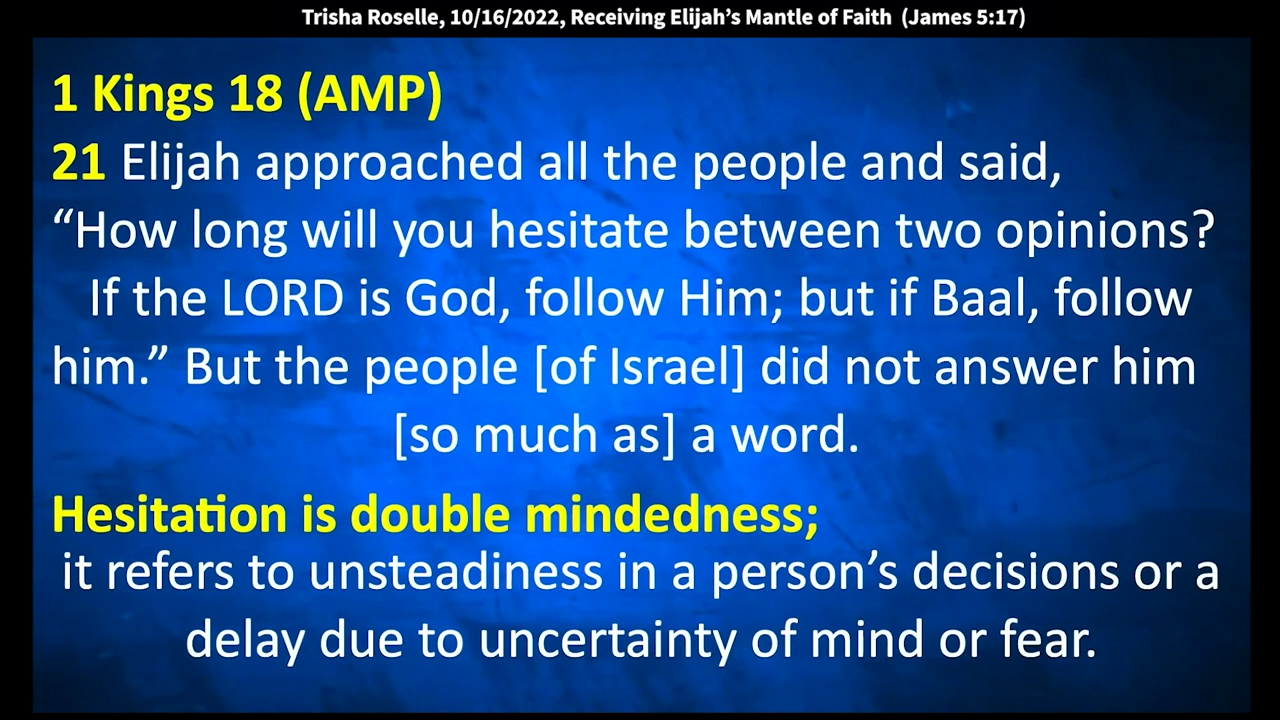 Trisha Roselle, 10/16/2022, Receiving Elijah’s Mantle of Faith (James 5:17)
1 Kings 18 (AMP)
21 Elijah approached all the people and said,
“How long will you hesitate between two opinions?
If the LORD is God, follow Him; but if Baal, follow
him.” But the people [of Israel] did not answer him
[so much as] a word.
Hesitation is double mindedness;
it refers to unsteadiness in a person’s decisions or a
delay due to uncertainty of mind or fear.